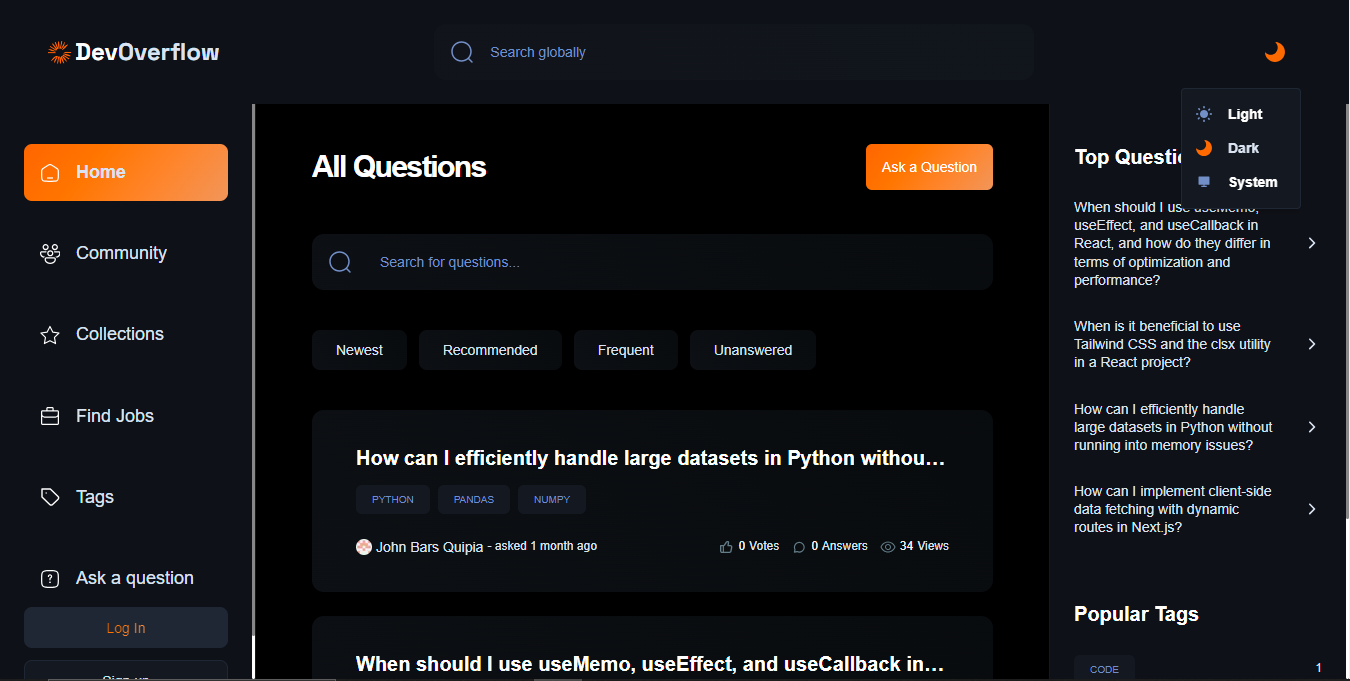 DevOverflow
Search globally
Light
Dark
System
Home
Community
Collections
Find Jobs
Tags
Ask a question
Log In
Sign up
All Questions
Ask a Question
Search for questions...
Newest
Recommended
Frequent
Unanswered
How can I efficiently handle large datasets in Python withou...
PYTHON
PANDAS
NUMPY
John Bars Quipia - asked 1 month ago
0 Votes
0 Answers
34 Views
When should I use useMemo, useEffect, and useCallback in...
Top Questio
When should I use useMemo,
useEffect, and useCallback in
React, and how do they differ in
terms of optimization and
performance?
When is it beneficial to use
Tailwind CSS and the clsx utility
in a React project?
How can I efficiently handle
large datasets in Python without
running into memory issues?
How can I implement client-side
data fetching with dynamic
routes in Next.js?
Popular Tags
CODE
1